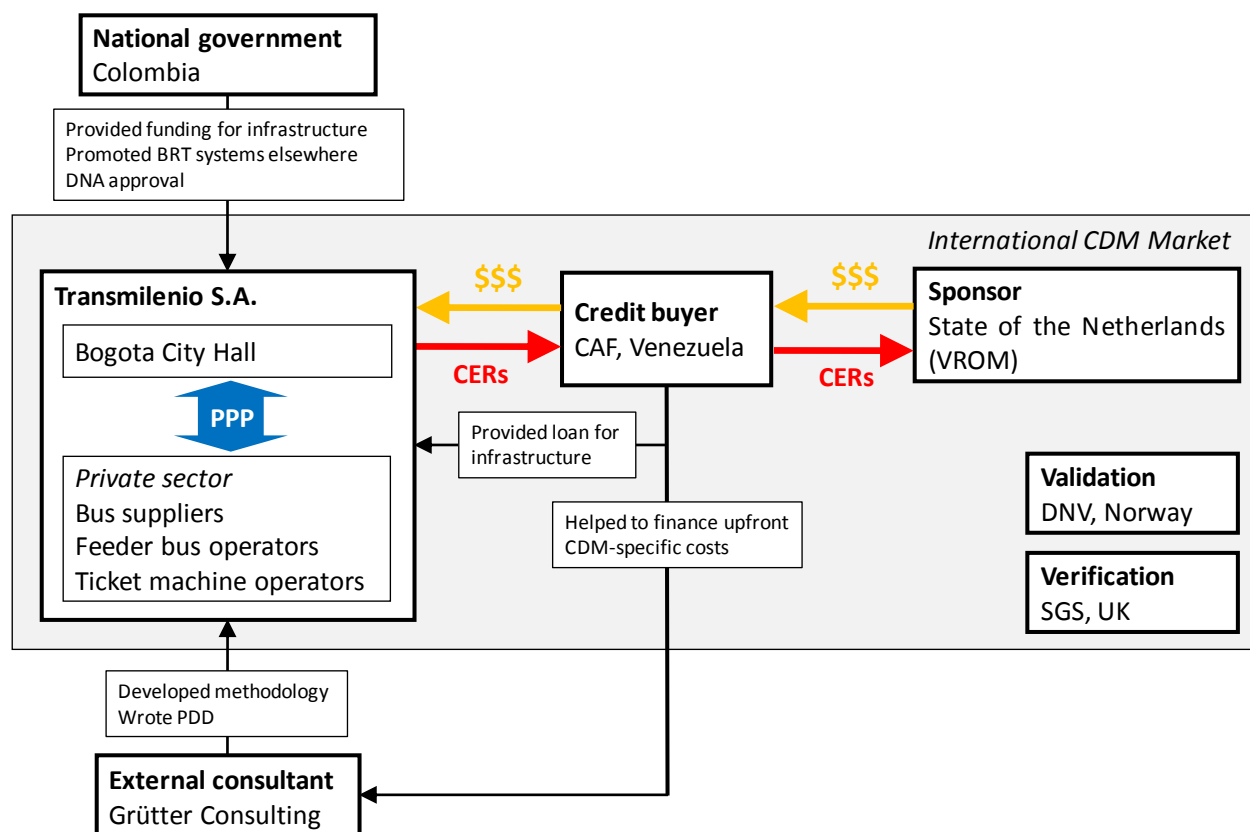 National government
Colombia
Provided funding for infrastructure
Promoted BRT systems elsewhere
DNA approval
International CDM Market
Transmilenio S.A.
Bogota City Hall
PPP
Private sector
Bus suppliers
Feeder bus operators
Ticket machine operators
$$$
CERs
Credit buyer
CAF, Venezuela
$$$
CERs
Sponsor
State of the Netherlands
(VROM)
Provided loan for
infrastructure
Helped to finance upfront
CDM-specific costs
Validation
DNV, Norway
Verification
SGS, UK
Developed methodology
Wrote PDD
External consultant
Grütter Consulting